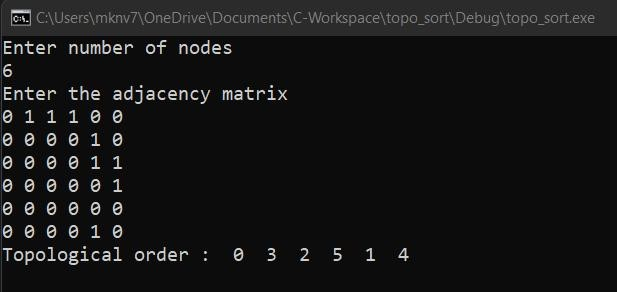 C:\Users\mknv7\OneDrive\Documents\C-Workspace\topo_sort\Debug\topo_sort.exe
Enter number of nodes
6
Enter the adjacency matrix
0 1 1 1 0 0
0 0 0 0 1 0
0 0 0 0 1 1
0 0 0 0 0 1
0 0 0 0 0 0
0 0 0 0 1 0
Topological order :  0  3  2  5  1  4